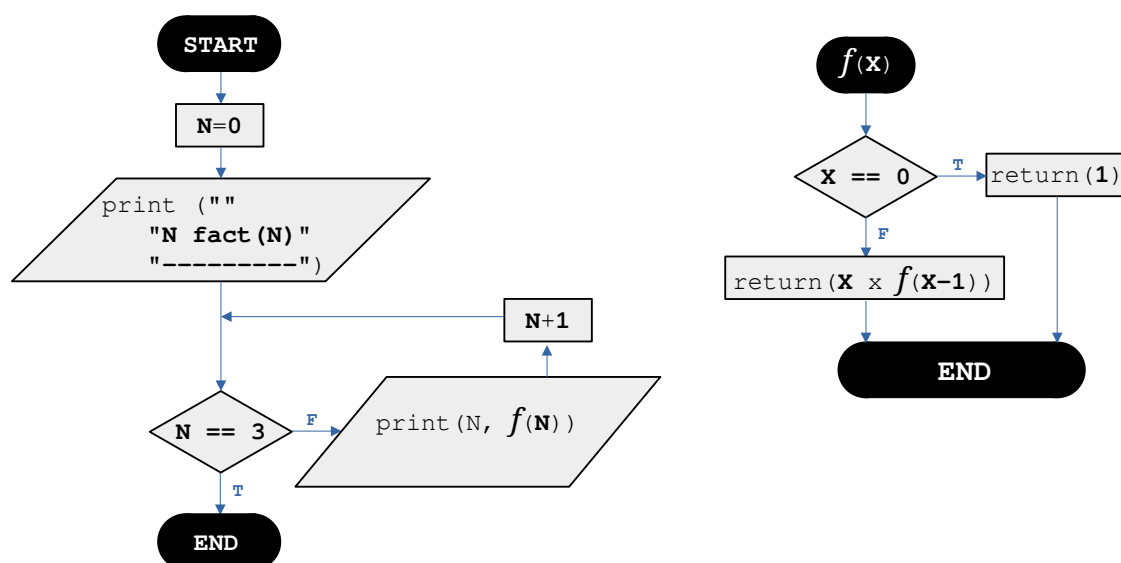 START
N=0
print (""
"N fact(N)"
"---------")
N+1
N == 3
F
print(N, f(N))
T
END
f(X)
X == 0
T
return(1)
F
return(X x f(X-1))
END